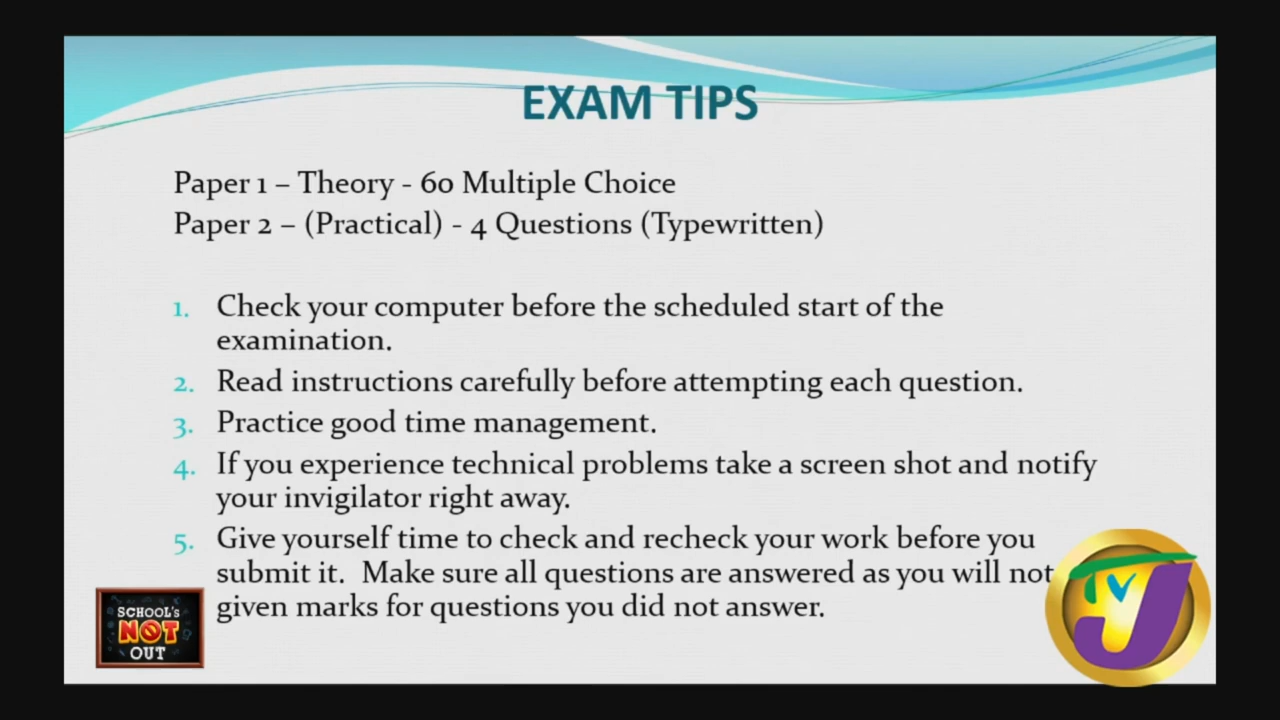 EXAM TIPS
Paper 1 – Theory - 60 Multiple Choice
Paper 2 – (Practical) - 4 Questions (Typewritten)
1. Check your computer before the scheduled start of the
examination.
2. Read instructions carefully before attempting each question.
3. Practice good time management.
4. If you experience technical problems take a screen shot and notify
your invigilator right away.
5. Give yourself time to check and recheck your work before you
submit it. Make sure all questions are answered as you will not
given marks for questions you did not answer.
SCHOOL'S
NOT
OUT
TVJ